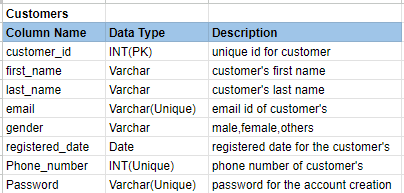 Customers
Column Name Data Type Description
customer_id INT(PK) unique id for customer
first_name Varchar customer's first name
last_name Varchar customer's last name
email Varchar(Unique) email id of customer's
gender Varchar male,female,others
registered_date Date registered date for the customer's
Phone_number INT(Unique) phone number of customer's
Password Varchar(Unique) password for the account creation